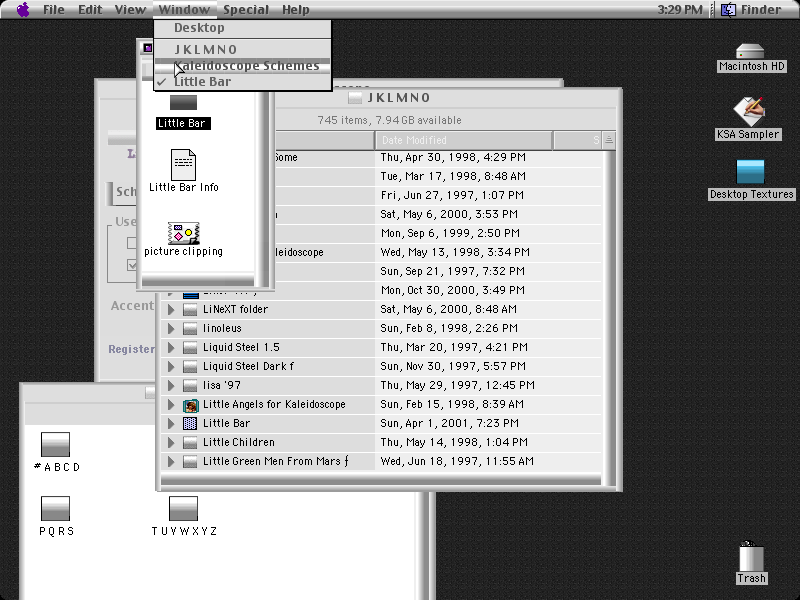 File Edit View Window Special Help 3:29 PM Finder
Desktop
JKLMNO
Kaleidoscope Schemes
Little Bar
Macintosh HD
KSA Sampler
Desktop Textures
Trash
Little Bar
Little Bar Info
picture clipping
Sch
Use
Accent
Register
JKLMNO
745 items, 7.94 GB available
Date Modified S
Thu, Apr 30, 1998, 4:29 PM
Tue, Mar 17, 1998, 8:48 AM
Fri, Jun 27, 1997, 1:07 PM
Sat, May 6, 2000, 3:53 PM
Mon, Sep 6, 1999, 2:50 PM
leidoscope Wed, May 13, 1998, 3:34 PM
Sun, Sep 21, 1997, 7:32 PM
Mon, Oct 30, 2000, 3:49 PM
LiNeXT folder Sat, May 6, 2000, 8:48 AM
linoleus Sun, Feb 8, 1998, 2:26 PM
Liquid Steel 1.5 Thu, Mar 20, 1997, 4:21 PM
Liquid Steel Dark f Sun, Nov 30, 1997, 5:57 PM
lisa '97 Thu, May 29, 1997, 12:45 PM
Little Angels for Kaleidoscope Sun, Feb 15, 1998, 8:39 AM
Little Bar Sun, Apr 1, 2001, 7:23 PM
Little Children Thu, May 14, 1998, 1:04 PM
Little Green Men From Mars ƒ Wed, Jun 18, 1997, 11:55 AM
#ABCD
PQRS
TUVWXYZ